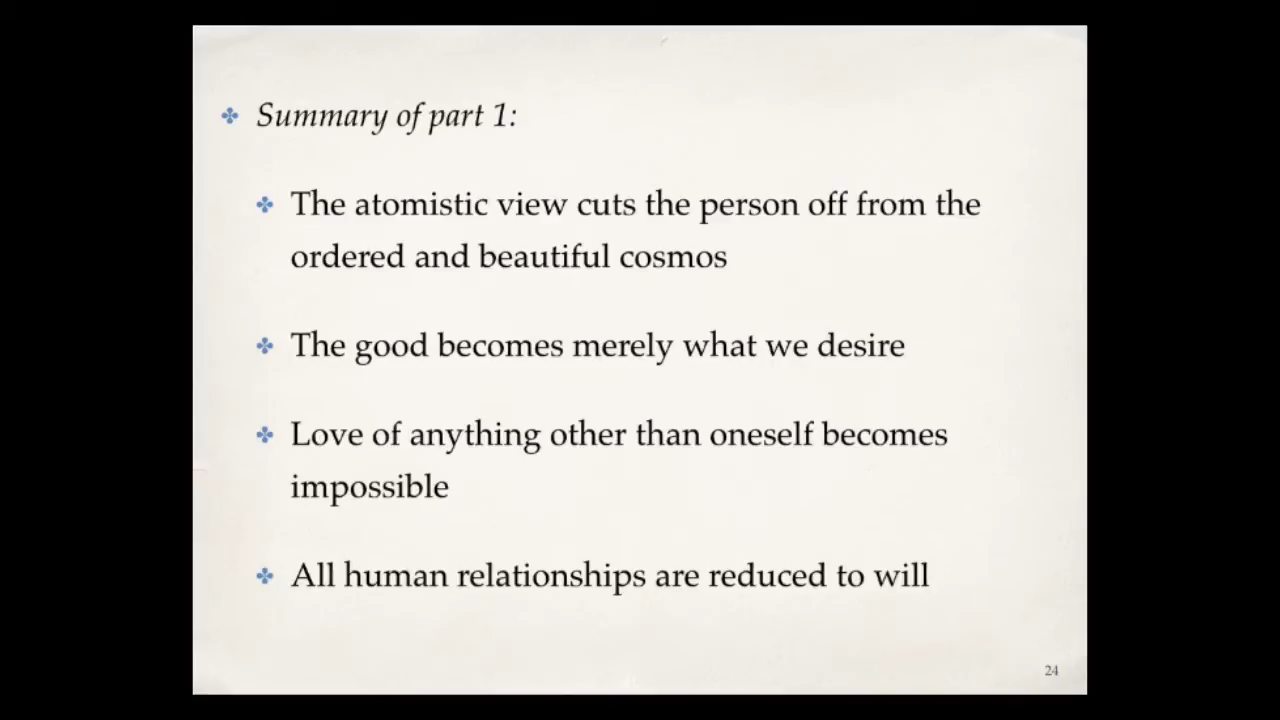 Summary of part 1:
The atomistic view cuts the person off from the
ordered and beautiful cosmos
The good becomes merely what we desire
Love of anything other than oneself becomes
impossible
All human relationships are reduced to will
24